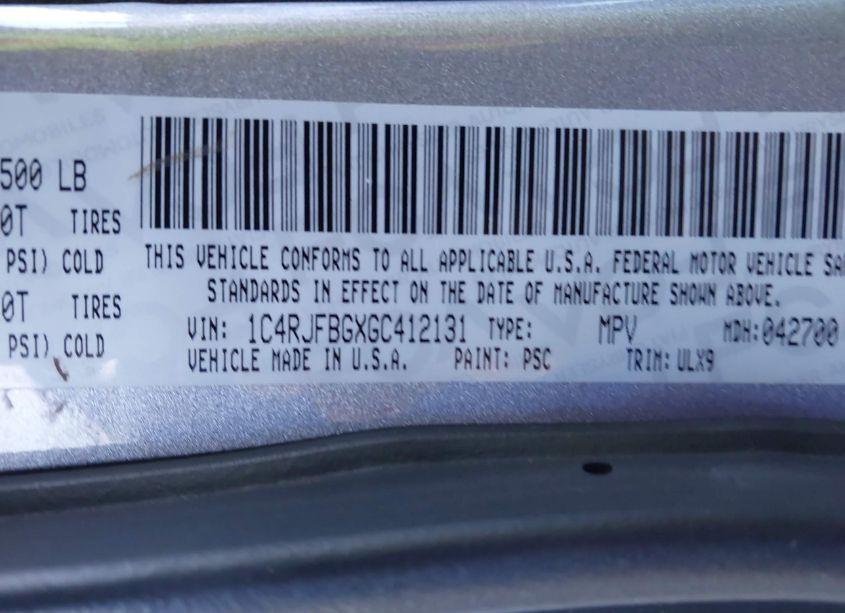 500 LB
0T TIRES
PSI) COLD
0T TIRES
PSI) COLD
THIS VEHICLE CONFORMS TO ALL APPLICABLE U.S.A. FEDERAL MOTOR VEHICLE SA
STANDARDS IN EFFECT ON THE DATE OF MANUFACTURE SHOWN ABOVE.
VIN: 1C4RJFBGXGC412131 TYPE: MPV MDH:042700
VEHICLE MADE IN U.S.A. PAINT: PSC TRIM: ULX9